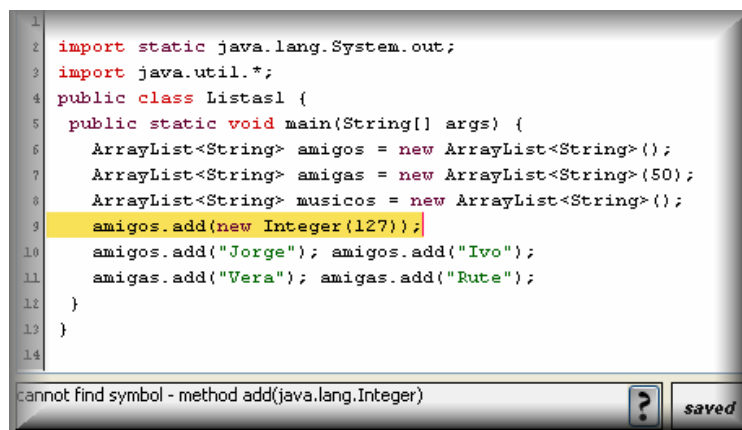 1
2 import static java.lang.System.out;
3 import java.util.*;
4 public class Listas1 {
5 public static void main(String[] args) {
6 ArrayList<String> amigos = new ArrayList<String>();
7 ArrayList<String> amigas = new ArrayList<String>(50);
8 ArrayList<String> musicos = new ArrayList<String>();
9 amigos.add(new Integer(127));
10 amigos.add("Jorge"); amigos.add("Ivo");
11 amigas.add("Vera"); amigas.add("Rute");
12 }
13 }
14
cannot find symbol - method add(java.lang.Integer)
? saved